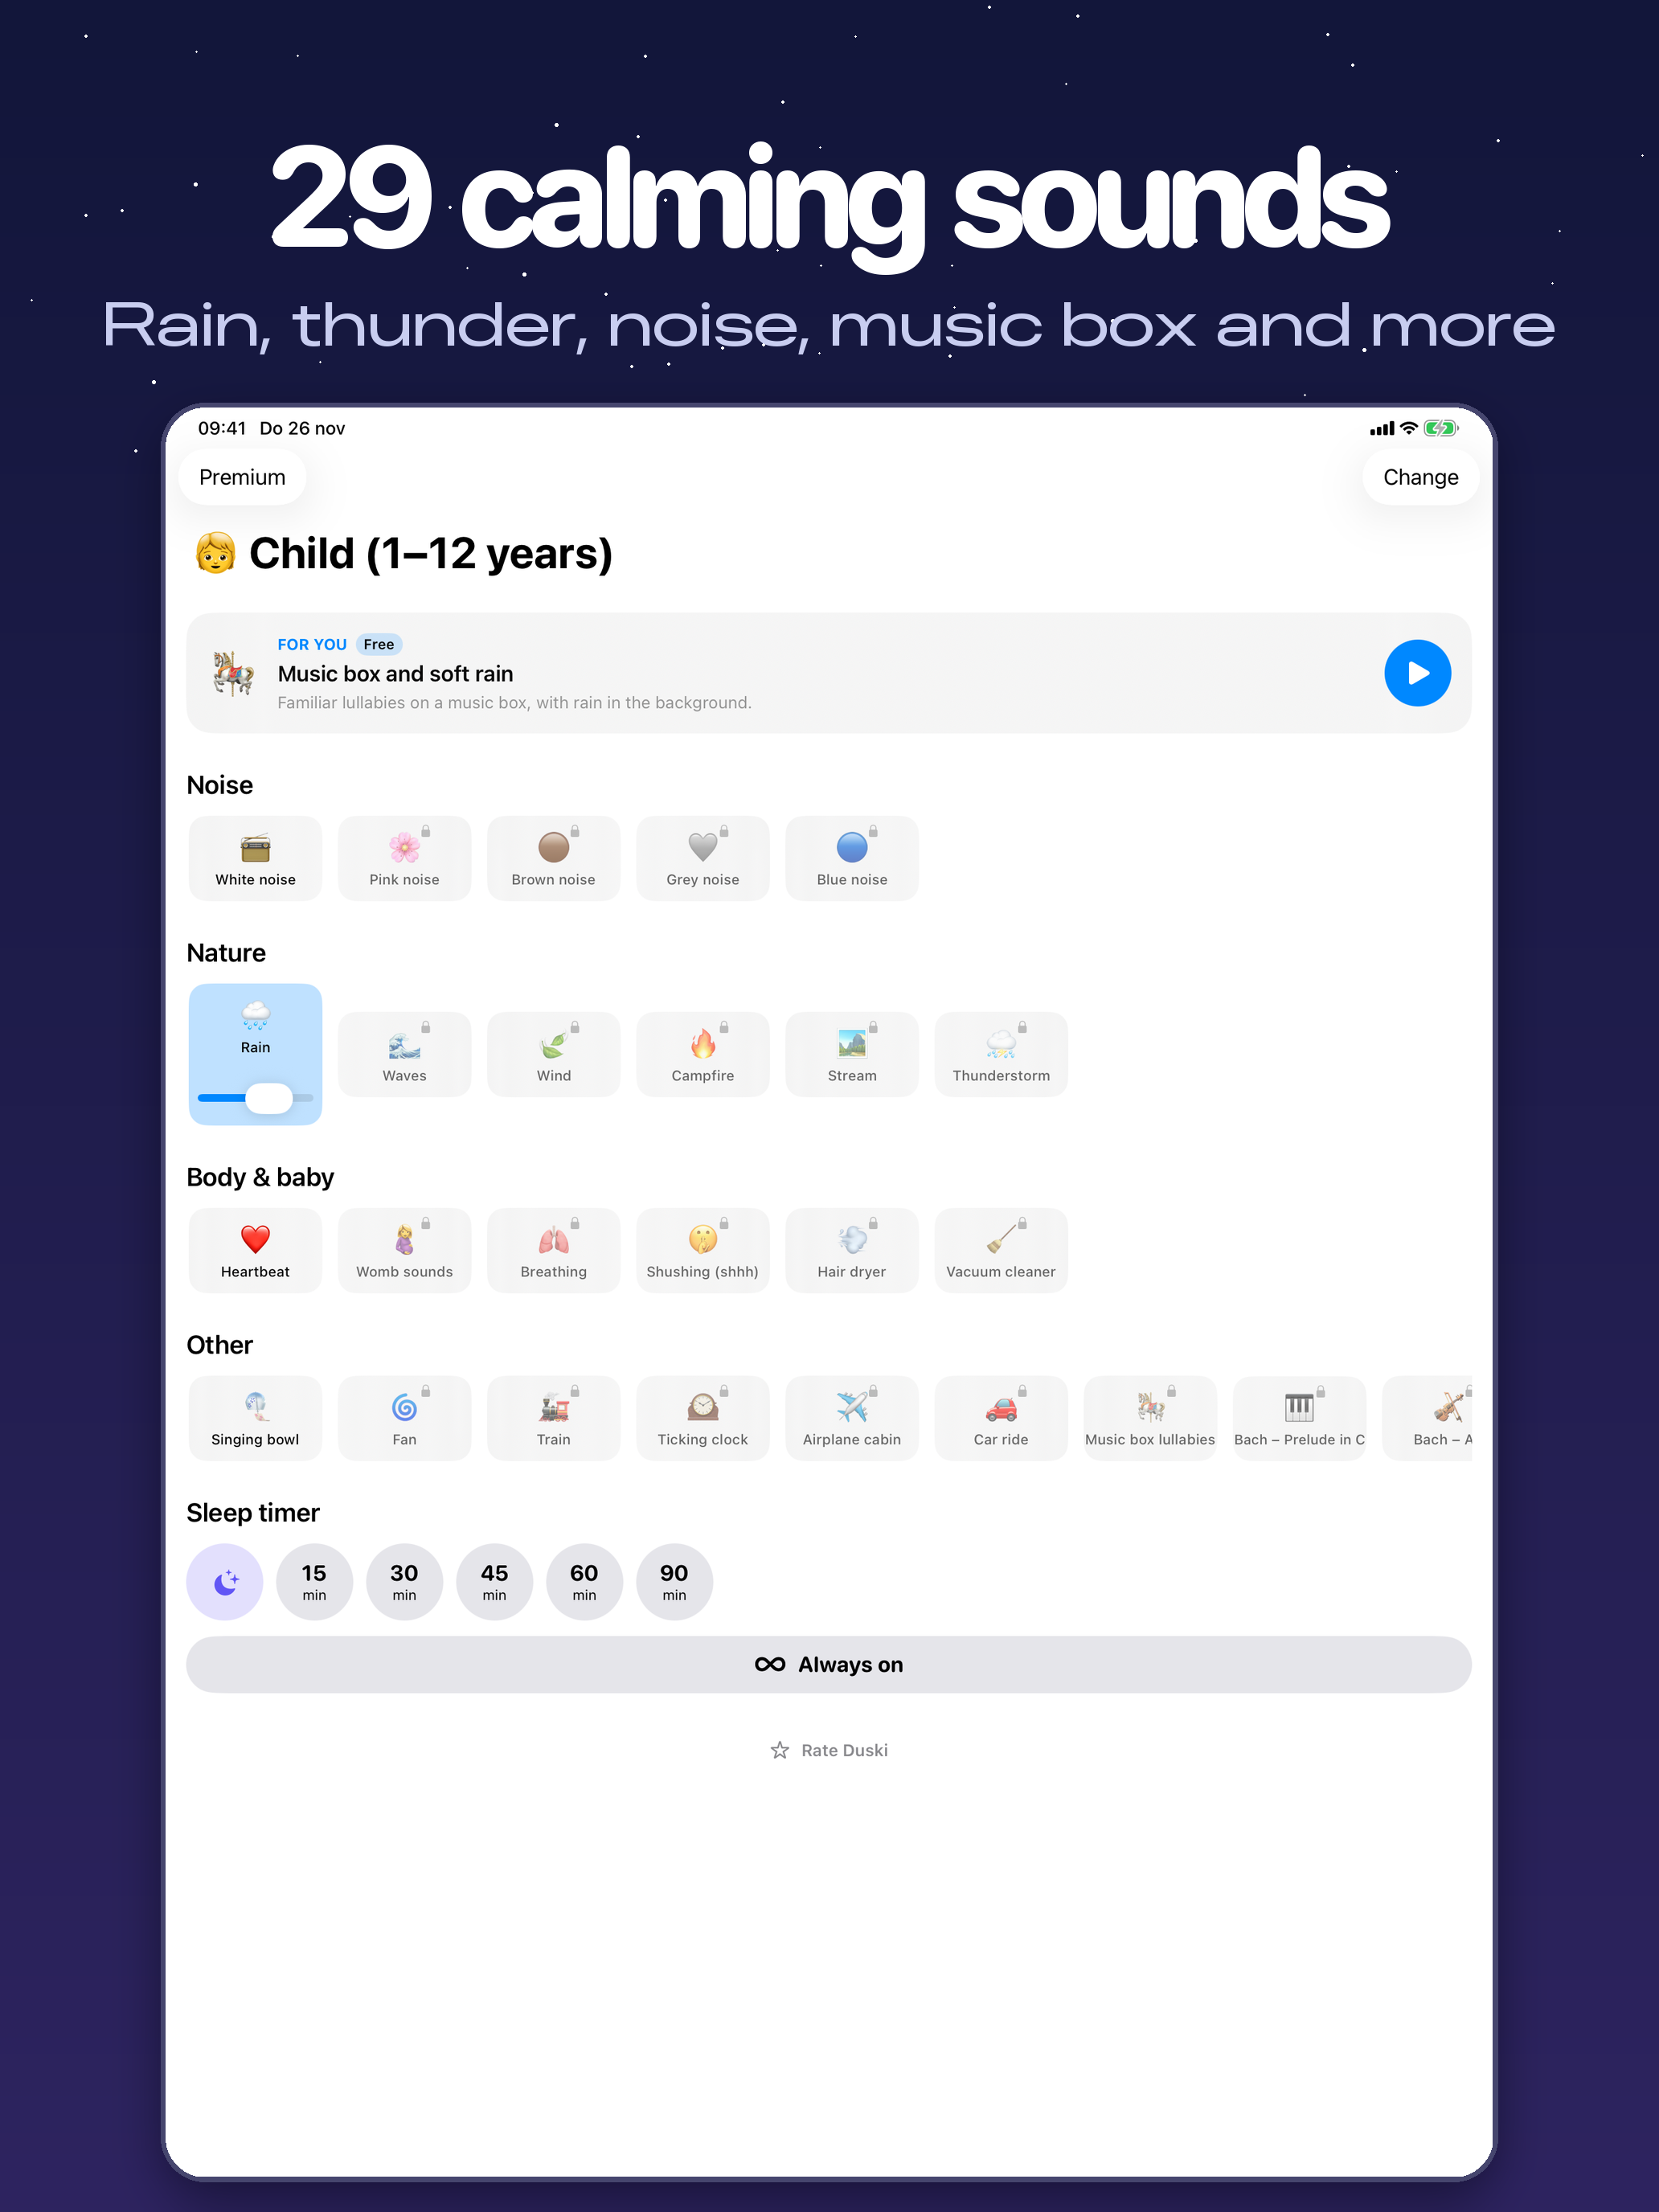 29 calming sounds
Rain, thunder, noise, music box and more
09:41 Do 26 nov
Premium
Change
Child (1–12 years)
FOR YOU Free
Music box and soft rain
Familiar lullabies on a music box, with rain in the background.
Noise
White noise
Pink noise
Brown noise
Grey noise
Blue noise
Nature
Rain
Waves
Wind
Campfire
Stream
Thunderstorm
Body & baby
Heartbeat
Womb sounds
Breathing
Shushing (shhh)
Hair dryer
Vacuum cleaner
Other
Singing bowl
Fan
Train
Ticking clock
Airplane cabin
Car ride
Music box lullabies
Bach – Prelude in C
Bach – A
Sleep timer
15 min
30 min
45 min
60 min
90 min
Always on
Rate Duski